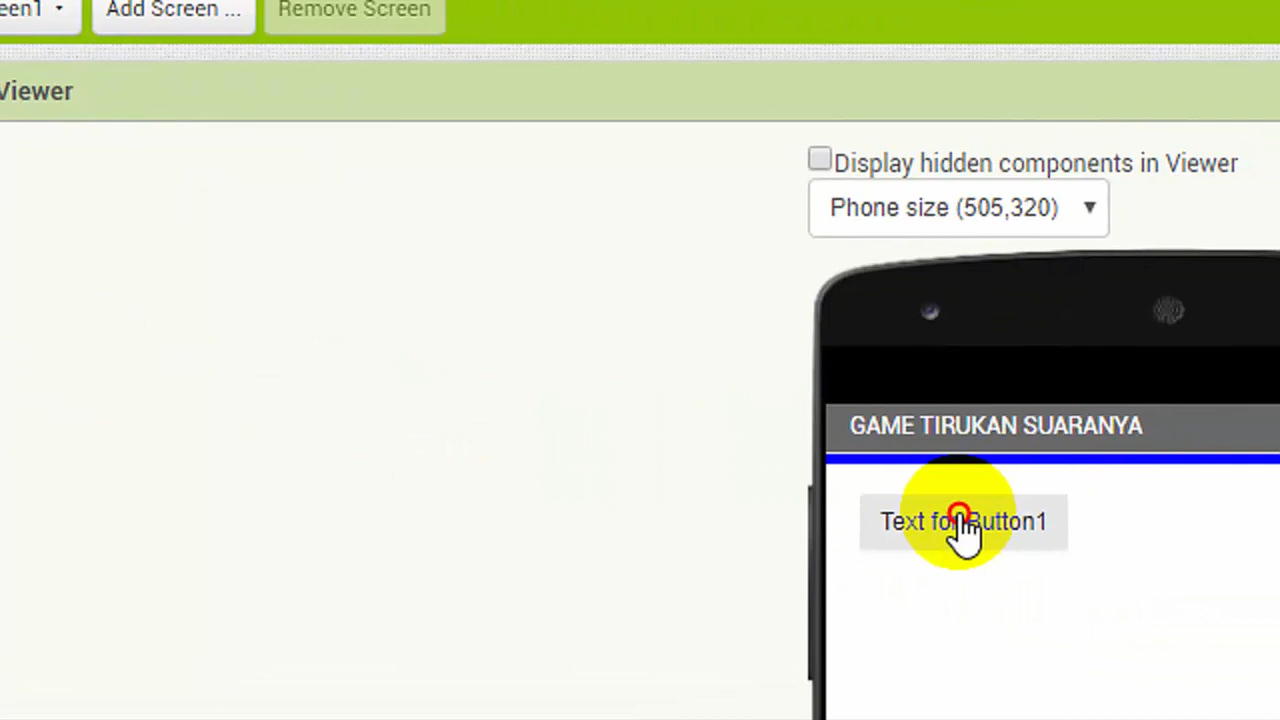 een1 Add Screen ... Remove Screen
Viewer
Display hidden components in Viewer
Phone size (505,320)
GAME TIRUKAN SUARANYA
Text for Button1